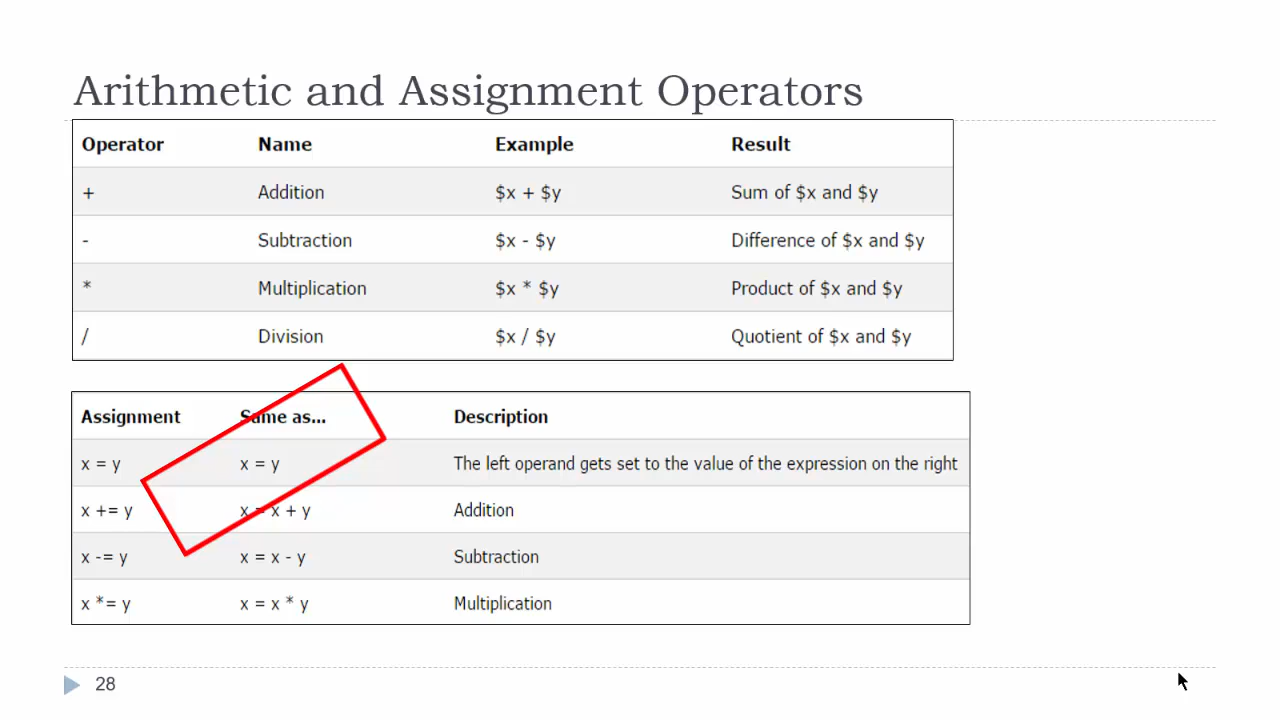 Arithmetic and Assignment Operators
Operator Name Example Result
+ Addition $x + $y Sum of $x and $y
- Subtraction $x - $y Difference of $x and $y
* Multiplication $x * $y Product of $x and $y
/ Division $x / $y Quotient of $x and $y
Assignment Same as... Description
x = y x = y The left operand gets set to the value of the expression on the right
x += y x = x + y Addition
x -= y x = x - y Subtraction
x *= y x = x * y Multiplication
28